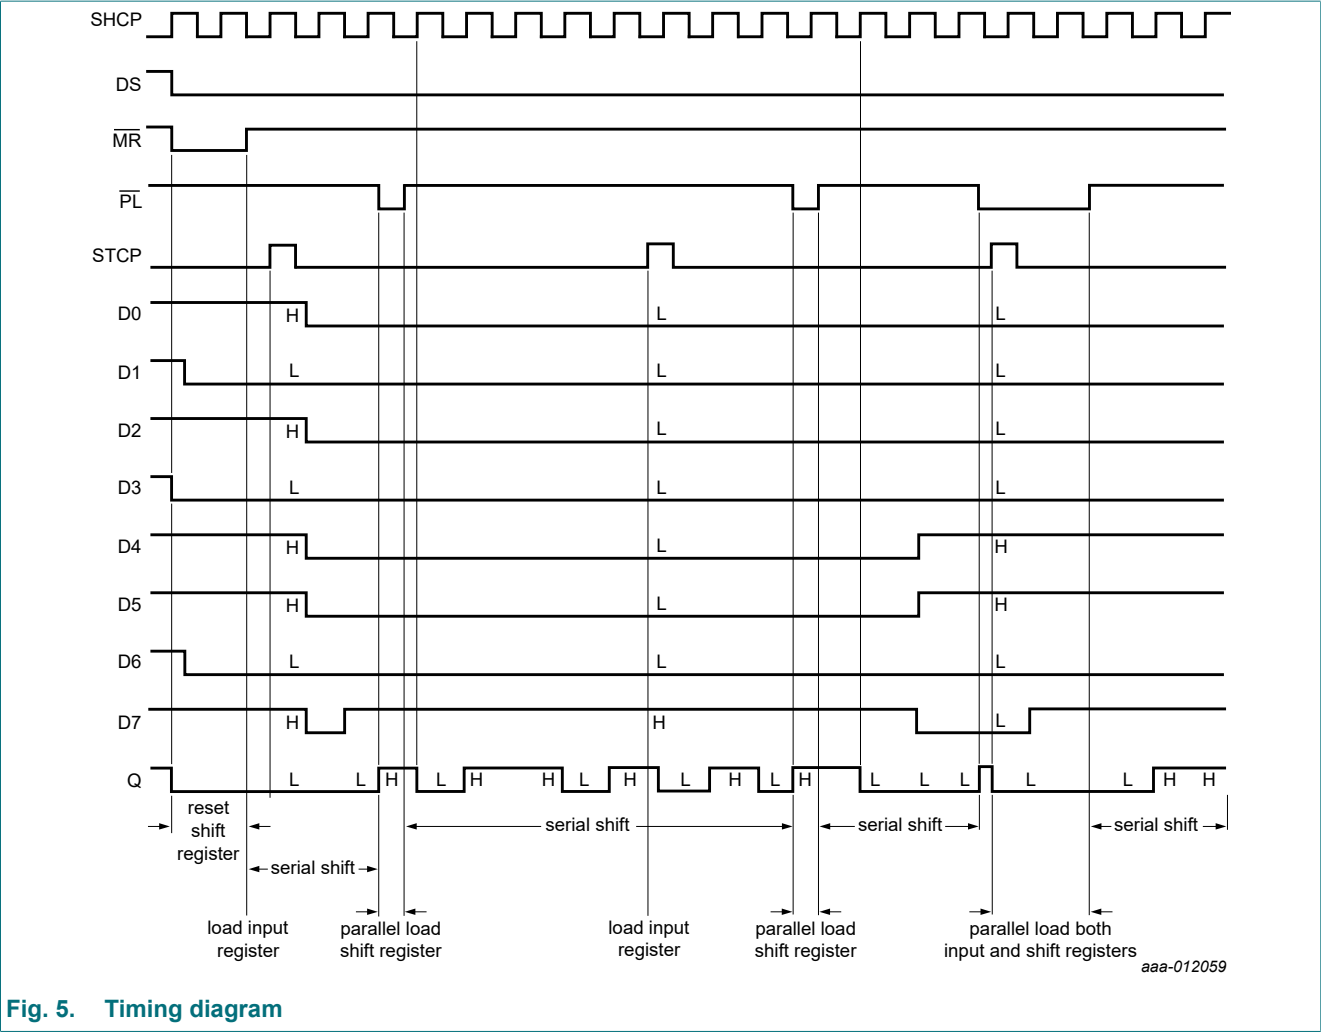 SHCP
DS
MR
PL
STCP
D0 H L L
D1 L L L
D2 H L L
D3 L L L
D4 H L H
D5 H L H
D6 L L L
D7 H H L
Q L L H L H H L H L H L H L L L L L H H
reset
shift
register
serial shift serial shift serial shift
serial shift
load input
register
parallel load
shift register
load input
register
parallel load
shift register
parallel load both
input and shift registers
aaa-012059
Fig. 5. Timing diagram